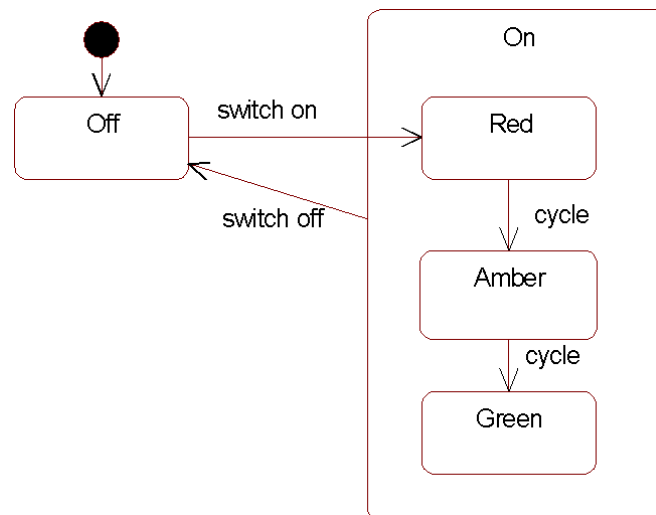 On
Off
switch on
Red
switch off
cycle
Amber
cycle
Green